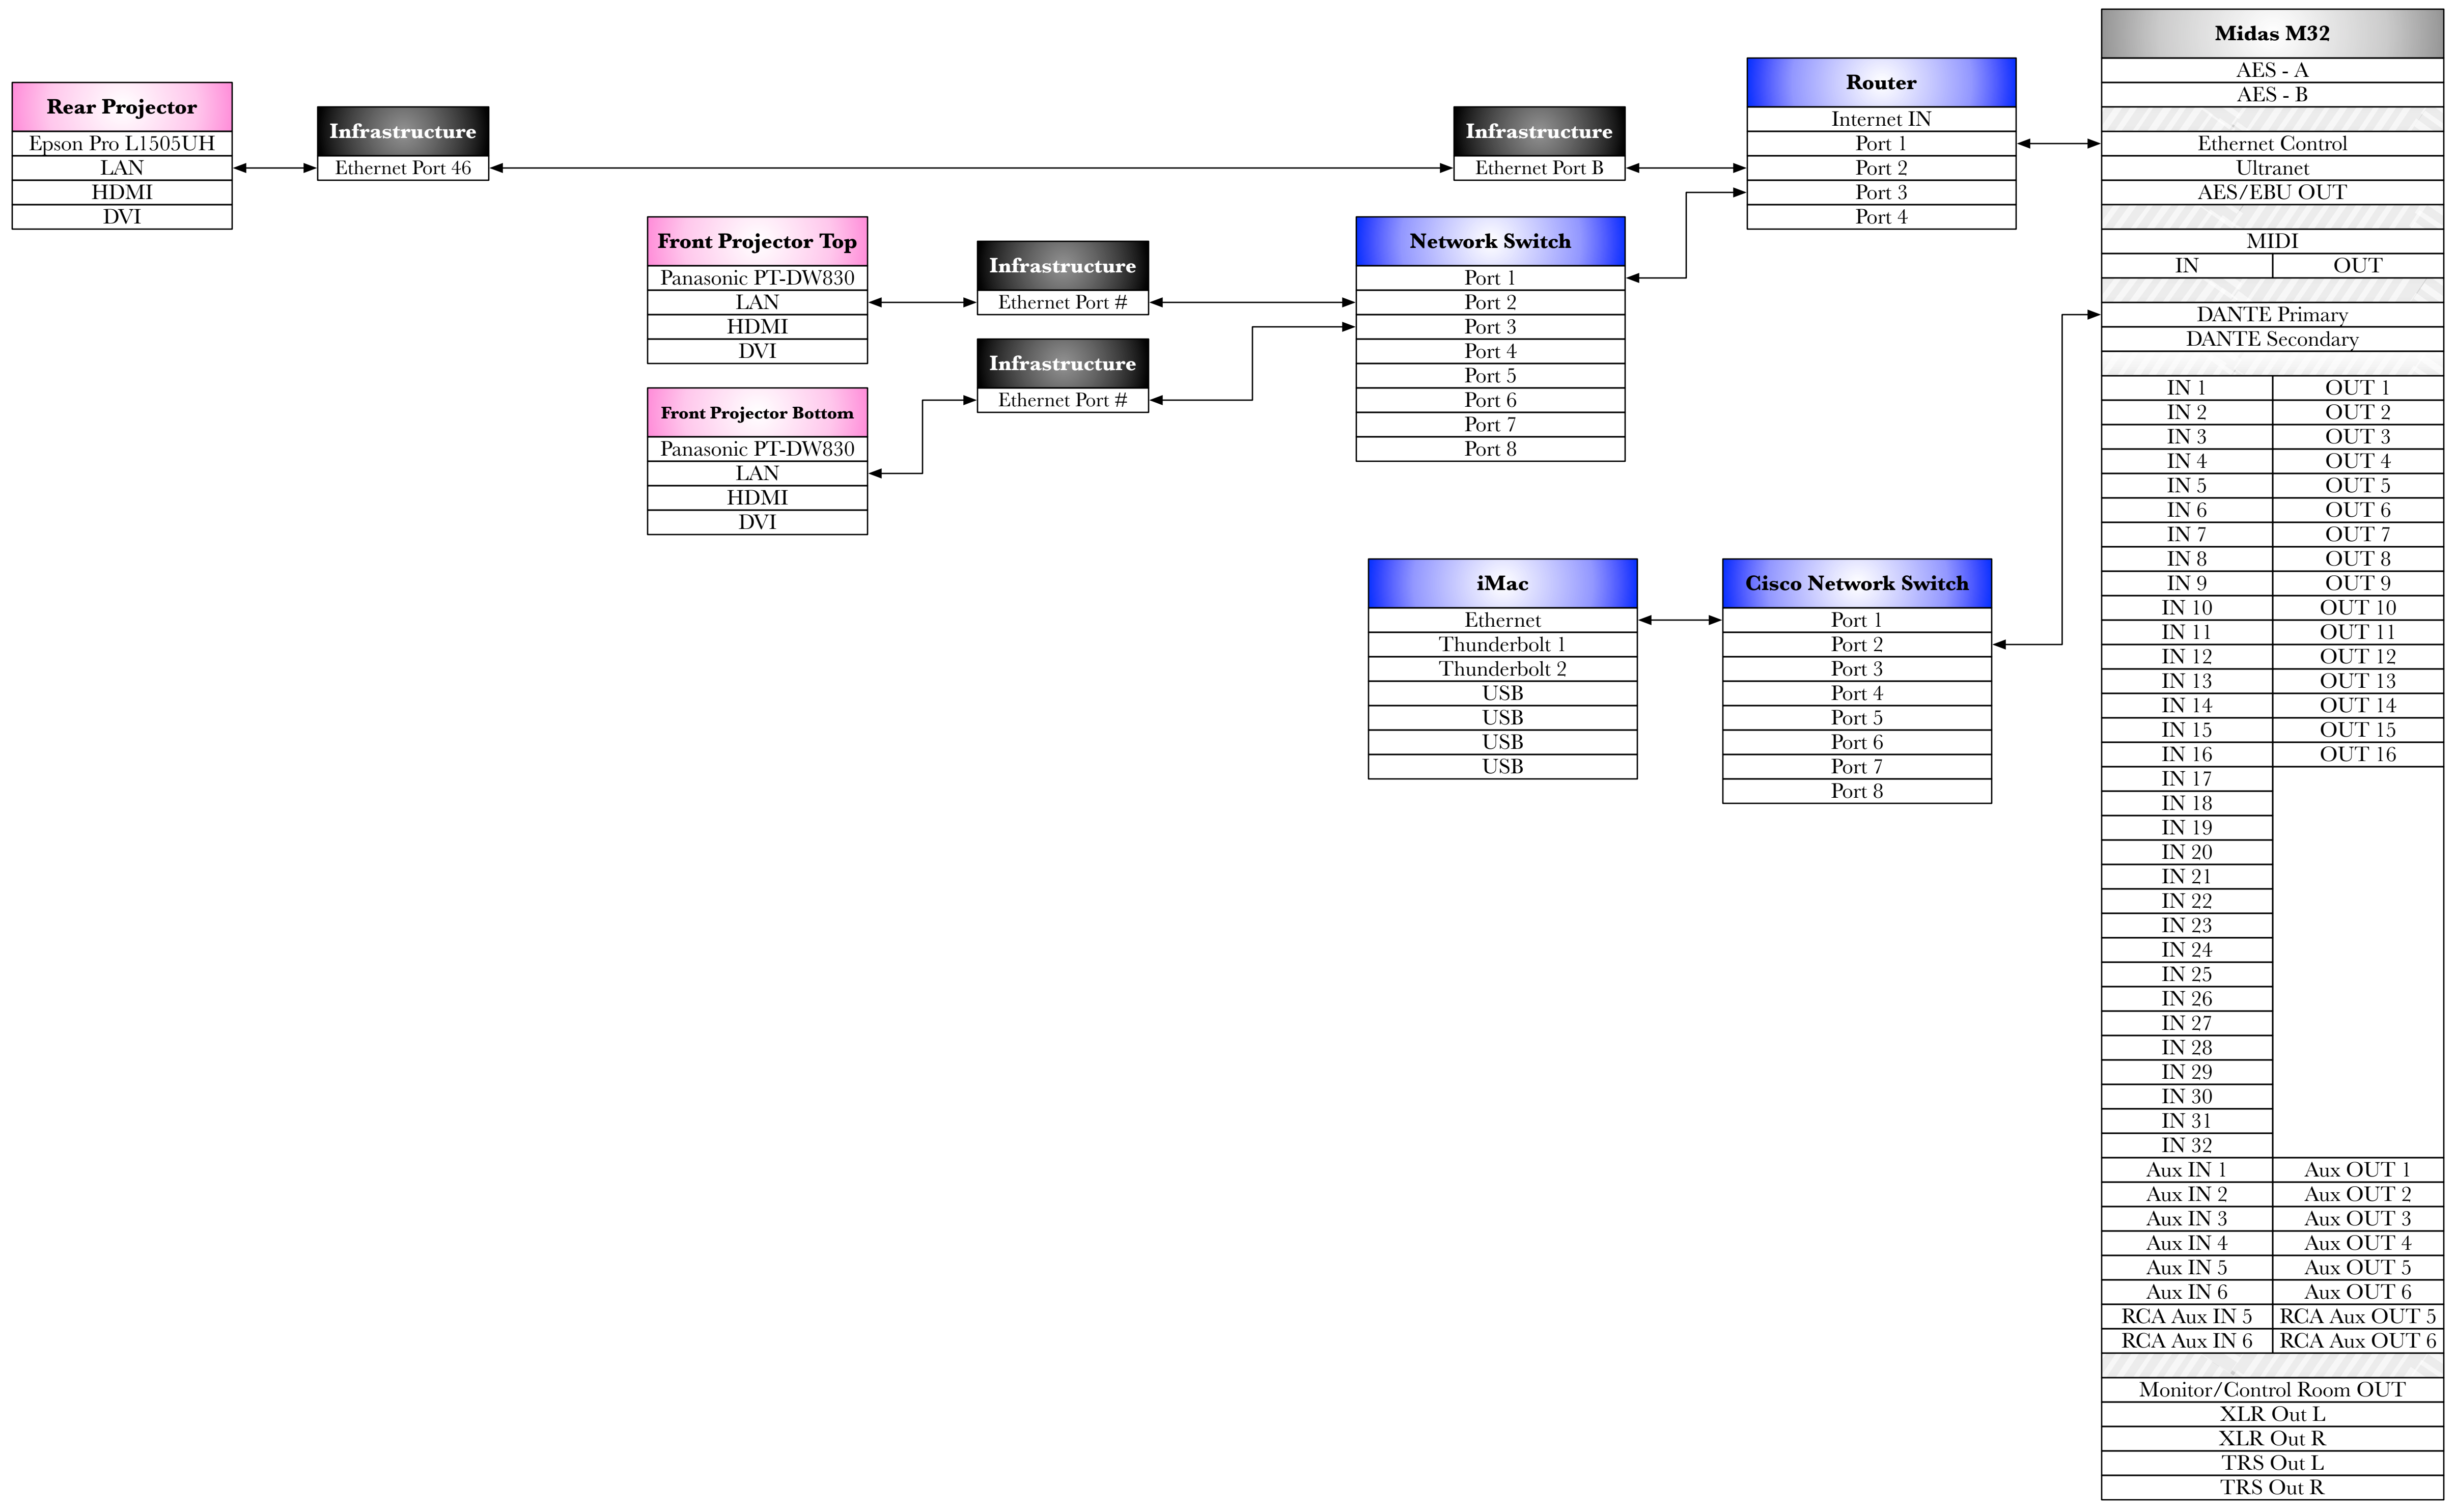 Rear Projector
Epson Pro L1505UH
LAN
HDMI
DVI
Infrastructure
Ethernet Port 46
Front Projector Top
Panasonic PT-DW830
LAN
HDMI
DVI
Front Projector Bottom
Panasonic PT-DW830
LAN
HDMI
DVI
Infrastructure
Ethernet Port #
Infrastructure
Ethernet Port #
Infrastructure
Ethernet Port B
Network Switch
Port 1
Port 2
Port 3
Port 4
Port 5
Port 6
Port 7
Port 8
Router
Internet IN
Port 1
Port 2
Port 3
Port 4
iMac
Ethernet
Thunderbolt 1
Thunderbolt 2
USB
USB
USB
USB
Cisco Network Switch
Port 1
Port 2
Port 3
Port 4
Port 5
Port 6
Port 7
Port 8
Midas M32
AES - A
AES - B
Ethernet Control
Ultranet
AES/EBU OUT
MIDI
IN OUT
DANTE Primary
DANTE Secondary
IN 1 OUT 1
IN 2 OUT 2
IN 3 OUT 3
IN 4 OUT 4
IN 5 OUT 5
IN 6 OUT 6
IN 7 OUT 7
IN 8 OUT 8
IN 9 OUT 9
IN 10 OUT 10
IN 11 OUT 11
IN 12 OUT 12
IN 13 OUT 13
IN 14 OUT 14
IN 15 OUT 15
IN 16 OUT 16
IN 17
IN 18
IN 19
IN 20
IN 21
IN 22
IN 23
IN 24
IN 25
IN 26
IN 27
IN 28
IN 29
IN 30
IN 31
IN 32
Aux IN 1 Aux OUT 1
Aux IN 2 Aux OUT 2
Aux IN 3 Aux OUT 3
Aux IN 4 Aux OUT 4
Aux IN 5 Aux OUT 5
Aux IN 6 Aux OUT 6
RCA Aux IN 5 RCA Aux OUT 5
RCA Aux IN 6 RCA Aux OUT 6
Monitor/Control Room OUT
XLR Out L
XLR Out R
TRS Out L
TRS Out R